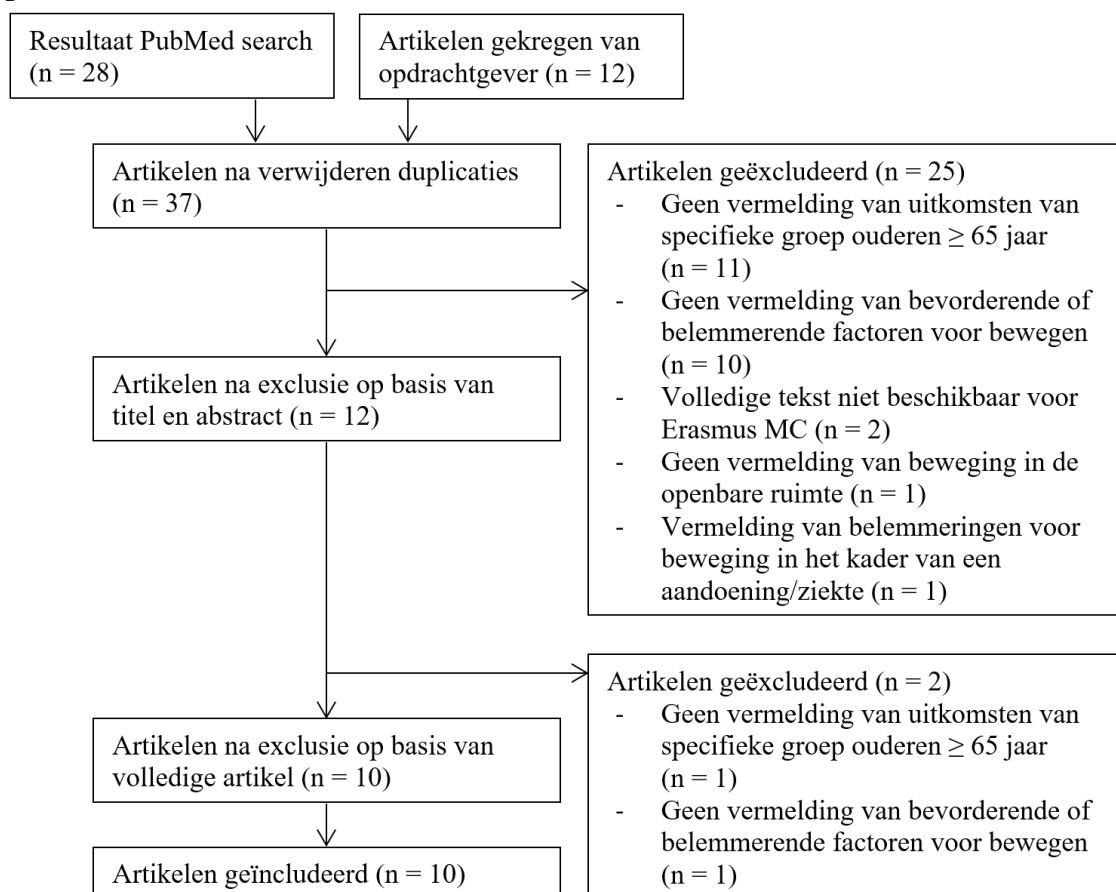 Resultaat PubMed search
(n = 28)
Artikelen gekregen van
opdrachtgever (n = 12)
Artikelen na verwijderen duplicaties
(n = 37)
Artikelen geëxcludeerd (n = 25)
- Geen vermelding van uitkomsten van
specifieke groep ouderen ≥ 65 jaar
(n = 11)
- Geen vermelding van bevorderende of
belemmerende factoren voor bewegen
(n = 10)
- Volledige tekst niet beschikbaar voor
Erasmus MC (n = 2)
- Geen vermelding van beweging in de
openbare ruimte (n = 1)
- Vermelding van belemmeringen voor
beweging in het kader van een
aandoening/ziekte (n = 1)
Artikelen na exclusie op basis van
titel en abstract (n = 12)
Artikelen geëxcludeerd (n = 2)
- Geen vermelding van uitkomsten van
specifieke groep ouderen ≥ 65 jaar
(n = 1)
- Geen vermelding van bevorderende of
belemmerende factoren voor bewegen
(n = 1)
Artikelen na exclusie op basis van
volledige artikel (n = 10)
Artikelen geïncludeerd (n = 10)